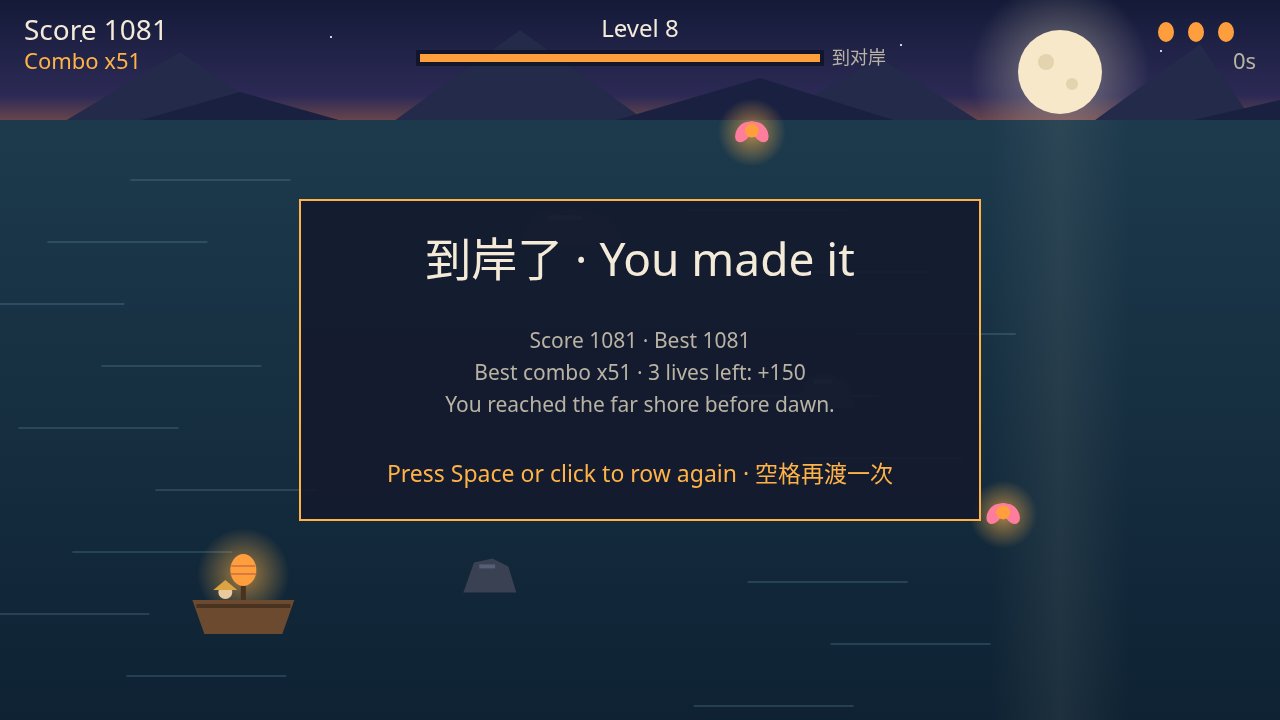 Score 1081
Combo x51
Level 8
到对岸
0s
到岸了 · You made it
Score 1081 · Best 1081
Best combo x51 · 3 lives left: +150
You reached the far shore before dawn.
Press Space or click to row again · 空格再渡一次